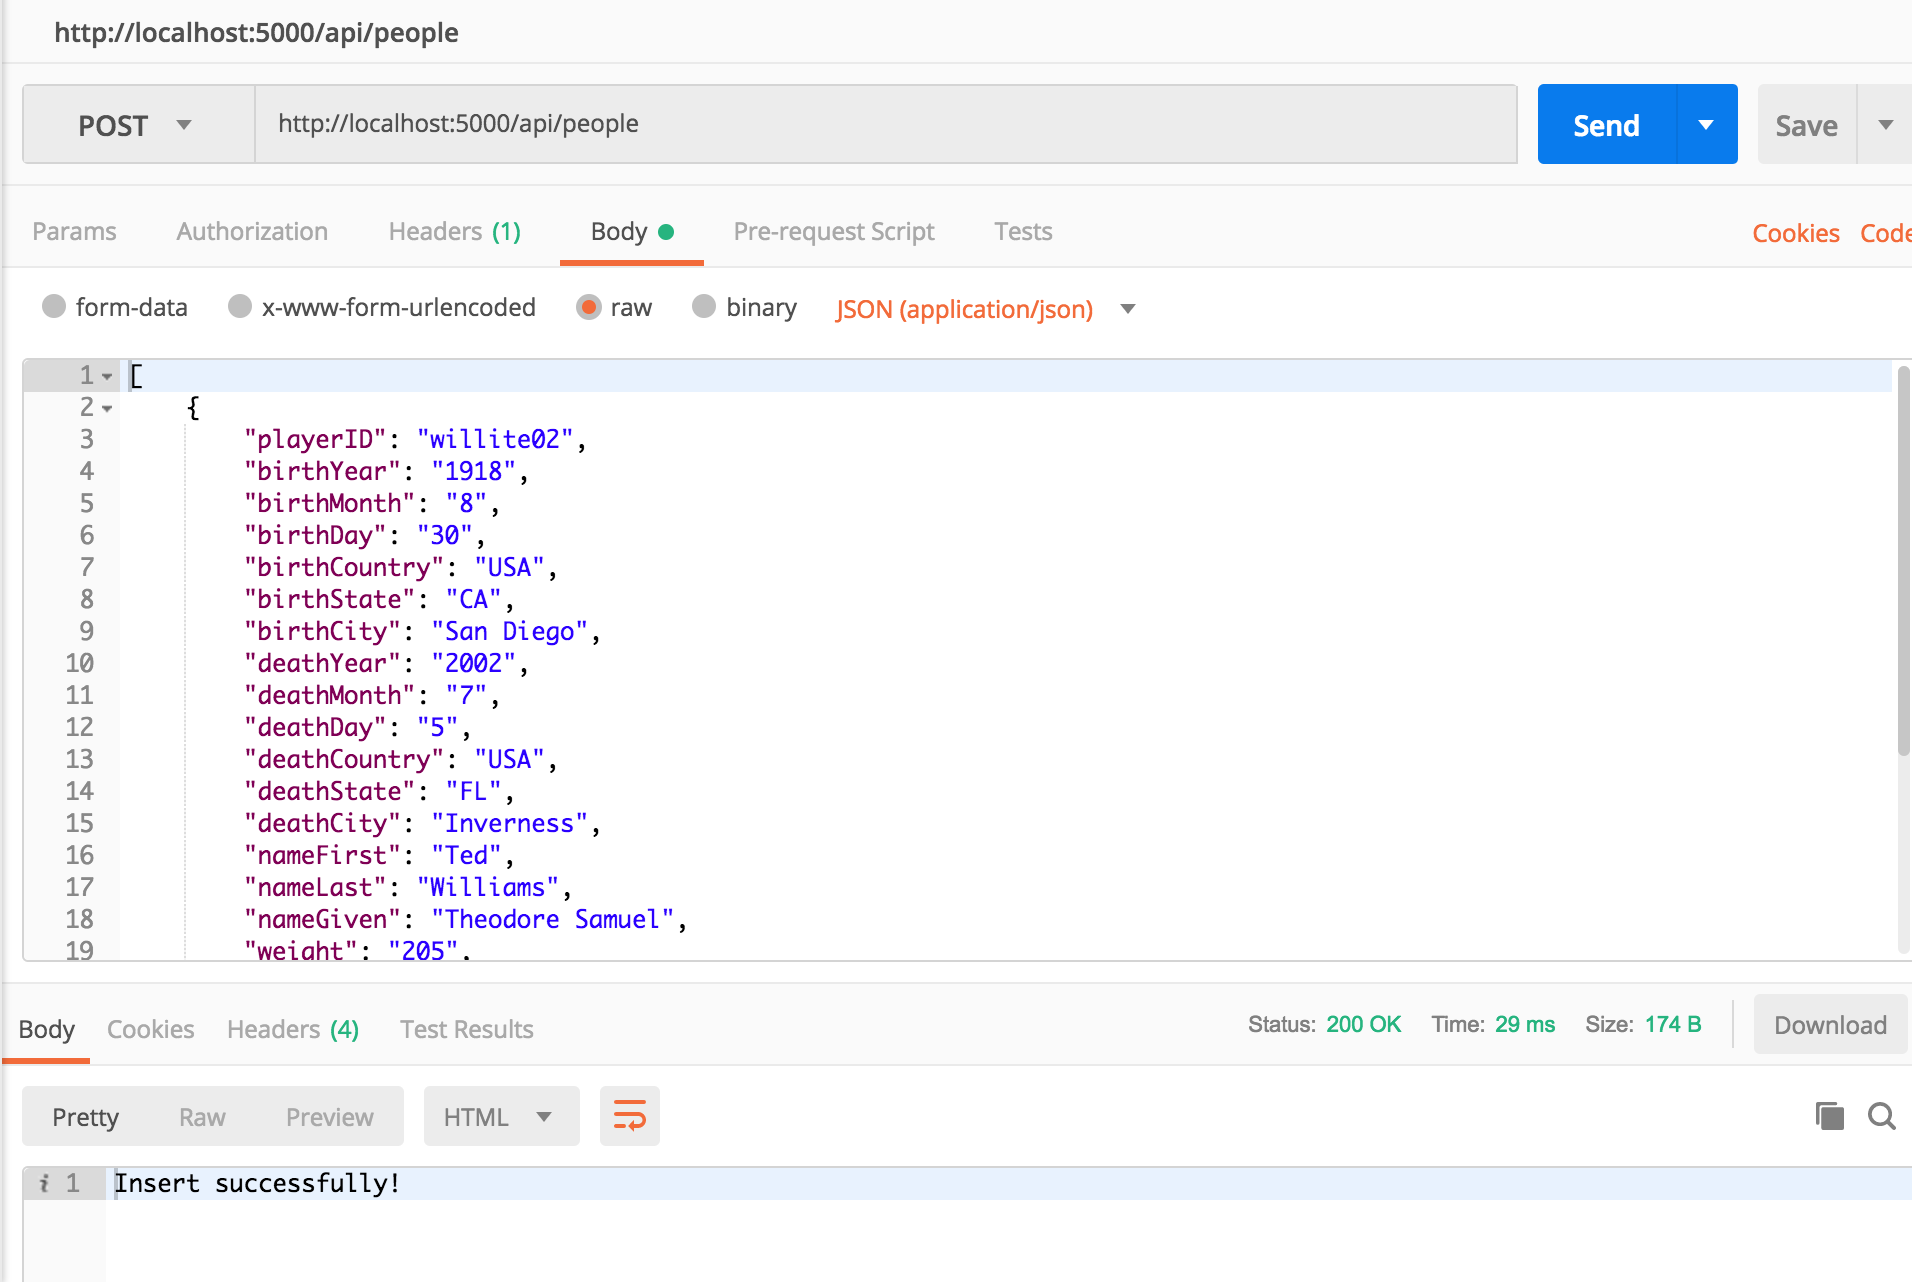 http://localhost:5000/api/people
POST http://localhost:5000/api/people Send Save
Params Authorization Headers (1) Body Pre-request Script Tests Cookies Code
form-data x-www-form-urlencoded raw binary JSON (application/json)
1 [
2 {
3 "playerID": "willite02",
4 "birthYear": "1918",
5 "birthMonth": "8",
6 "birthDay": "30",
7 "birthCountry": "USA",
8 "birthState": "CA",
9 "birthCity": "San Diego",
10 "deathYear": "2002",
11 "deathMonth": "7",
12 "deathDay": "5",
13 "deathCountry": "USA",
14 "deathState": "FL",
15 "deathCity": "Inverness",
16 "nameFirst": "Ted",
17 "nameLast": "Williams",
18 "nameGiven": "Theodore Samuel",
19 "weight": "205",
Body Cookies Headers (4) Test Results Status: 200 OK Time: 29 ms Size: 174 B Download
Pretty Raw Preview HTML
i 1 Insert successfully!